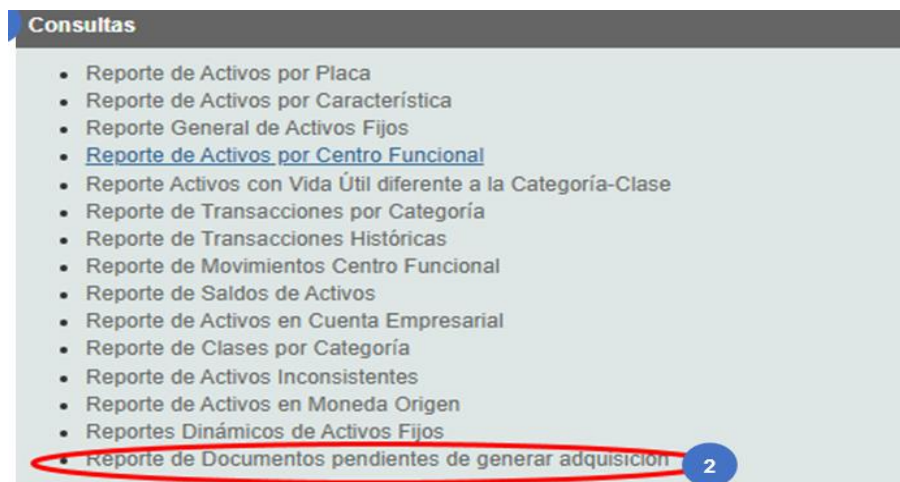 Consultas
Reporte de Activos por Placa
Reporte de Activos por Característica
Reporte General de Activos Fijos
Reporte de Activos por Centro Funcional
Reporte Activos con Vida Útil diferente a la Categoría-Clase
Reporte de Transacciones por Categoría
Reporte de Transacciones Históricas
Reporte de Movimientos Centro Funcional
Reporte de Saldos de Activos
Reporte de Activos en Cuenta Empresarial
Reporte de Clases por Categoría
Reporte de Activos Inconsistentes
Reporte de Activos en Moneda Origen
Reportes Dinámicos de Activos Fijos
Reporte de Documentos pendientes de generar adquisición 2